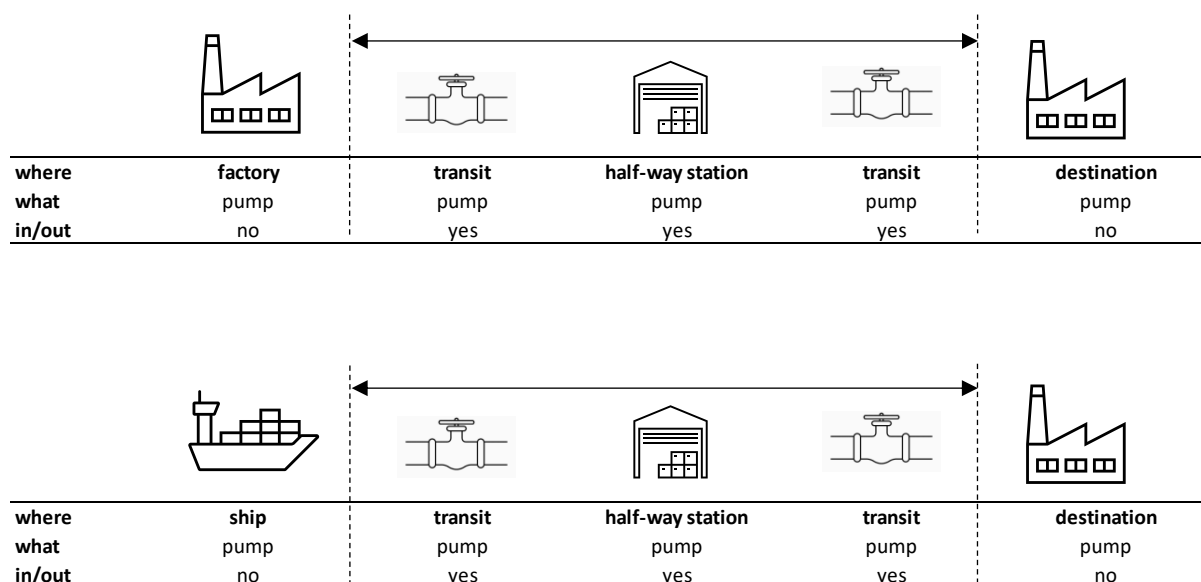 where factory transit half-way station transit destination
what pump pump pump pump pump
in/out no yes yes yes no
where ship transit half-way station transit destination
what pump pump pump pump pump
in/out no yes yes yes no